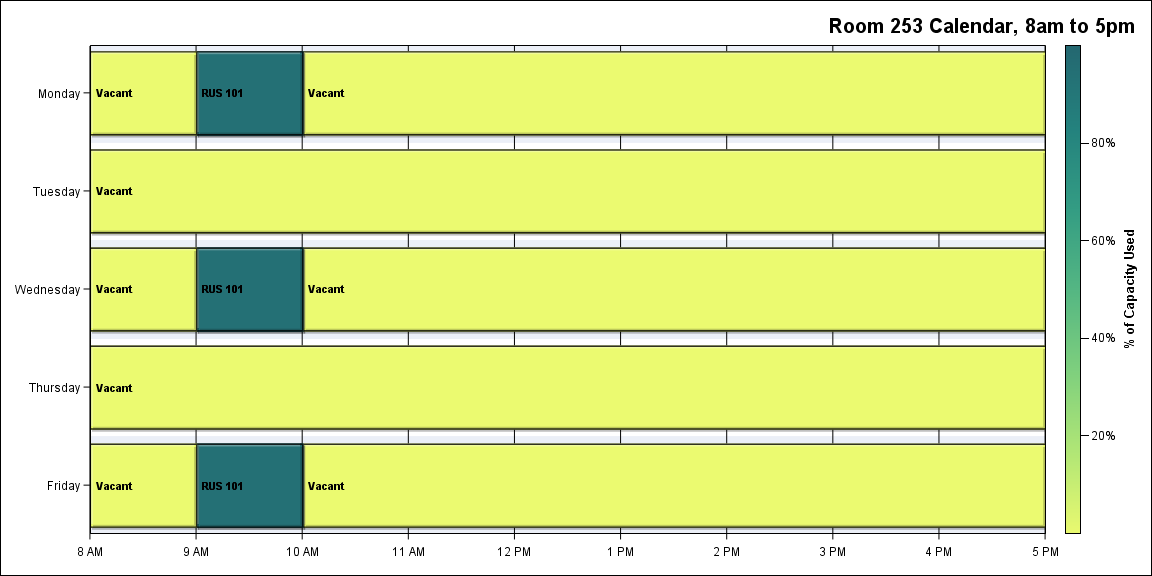 Room 253 Calendar, 8am to 5pm
Monday
Vacant
RUS 101
Vacant
Tuesday
Vacant
Wednesday
Vacant
RUS 101
Vacant
Thursday
Vacant
Friday
Vacant
RUS 101
Vacant
8 AM
9 AM
10 AM
11 AM
12 PM
1 PM
2 PM
3 PM
4 PM
5 PM
80%
60%
40%
20%
% of Capacity Used